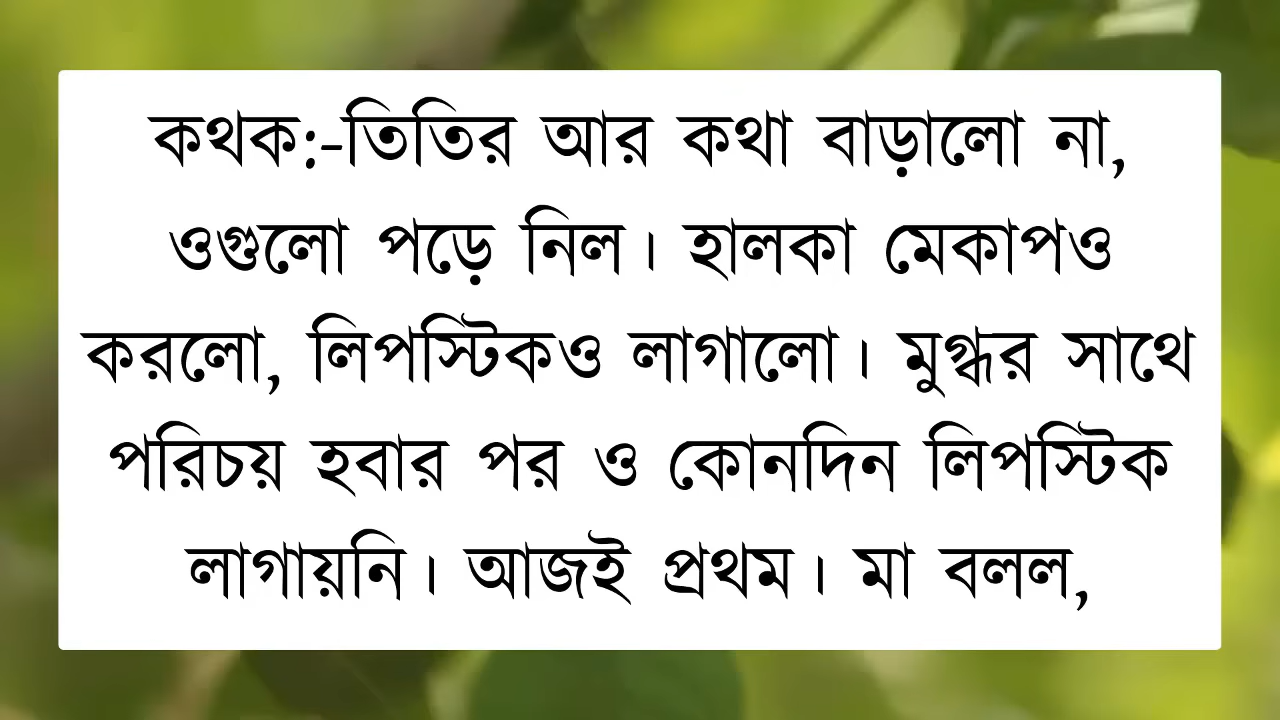 কথক:-তিতির আর কথা বাড়ালো না,
ওগুলো পড়ে নিল। হালকা মেকাপও
করলো, লিপস্টিকও লাগালো। মুগ্ধর সাথে
পরিচয় হবার পর ও কোনদিন লিপস্টিক
লাগায়নি। আজই প্রথম। মা বলল,